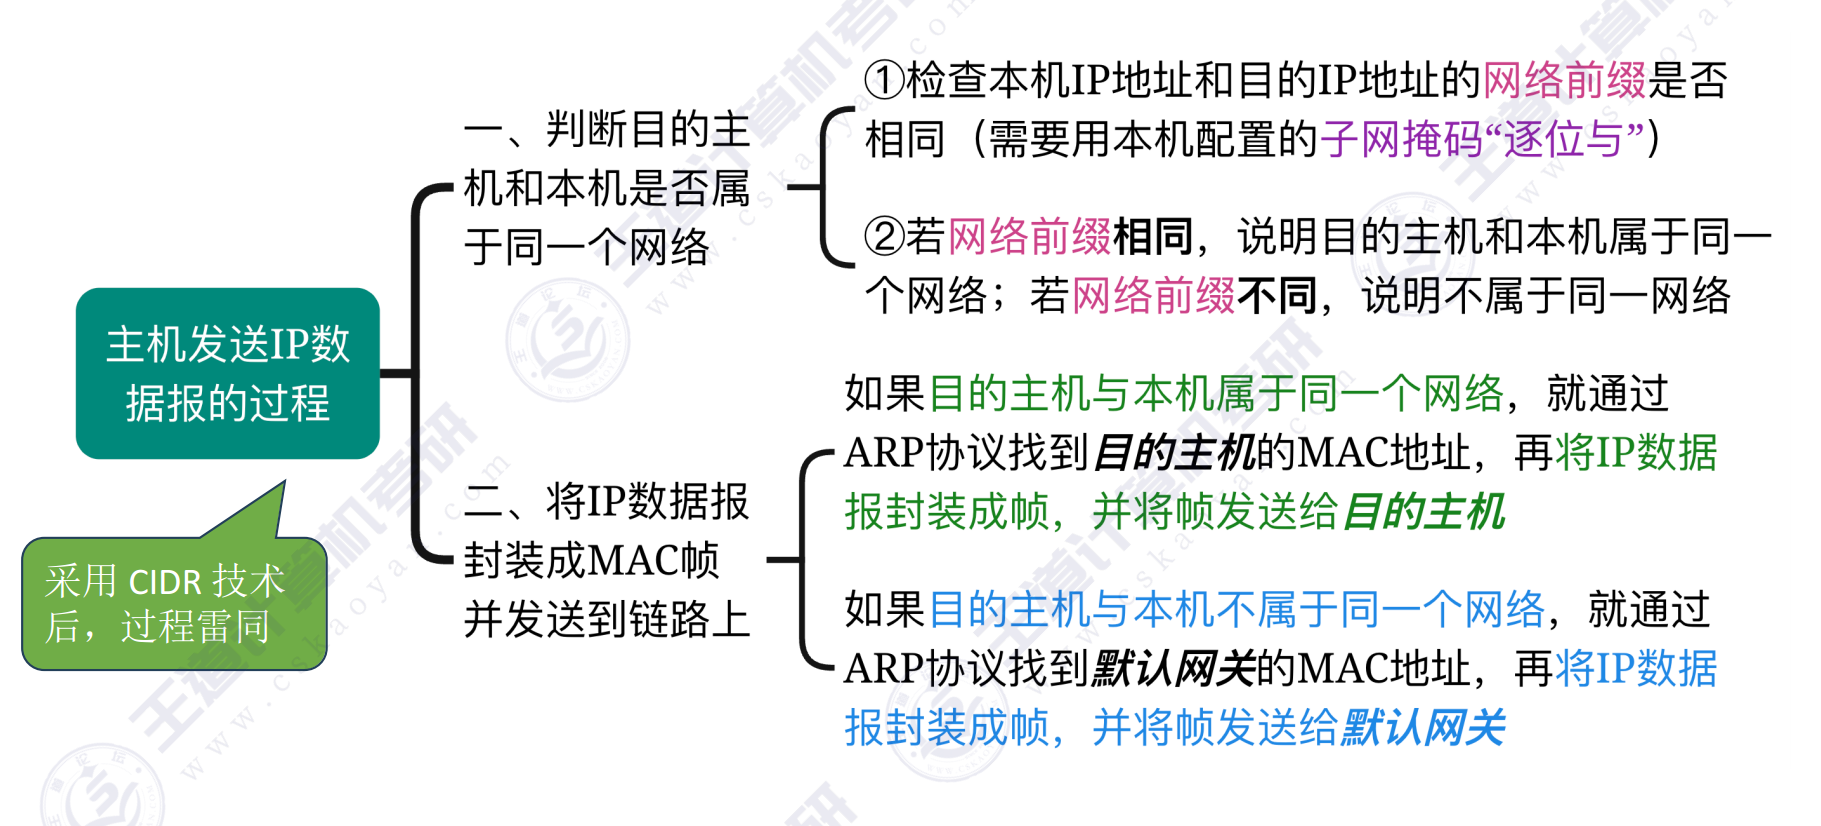 主机发送IP数
据报的过程
采用 CIDR 技术
后，过程雷同
一、判断目的主
机和本机是否属
于同一个网络
①检查本机IP地址和目的IP地址的网络前缀是否
相同（需要用本机配置的子网掩码“逐位与”）
②若网络前缀相同，说明目的主机和本机属于同一
个网络；若网络前缀不同，说明不属于同一网络
二、将IP数据报
封装成MAC帧
并发送到链路上
如果目的主机与本机属于同一个网络，就通过
ARP协议找到目的主机的MAC地址，再将IP数据
报封装成帧，并将帧发送给目的主机
如果目的主机与本机不属于同一个网络，就通过
ARP协议找到默认网关的MAC地址，再将IP数据
报封装成帧，并将帧发送给默认网关
王道计算机考研
www.cskaoyan.com